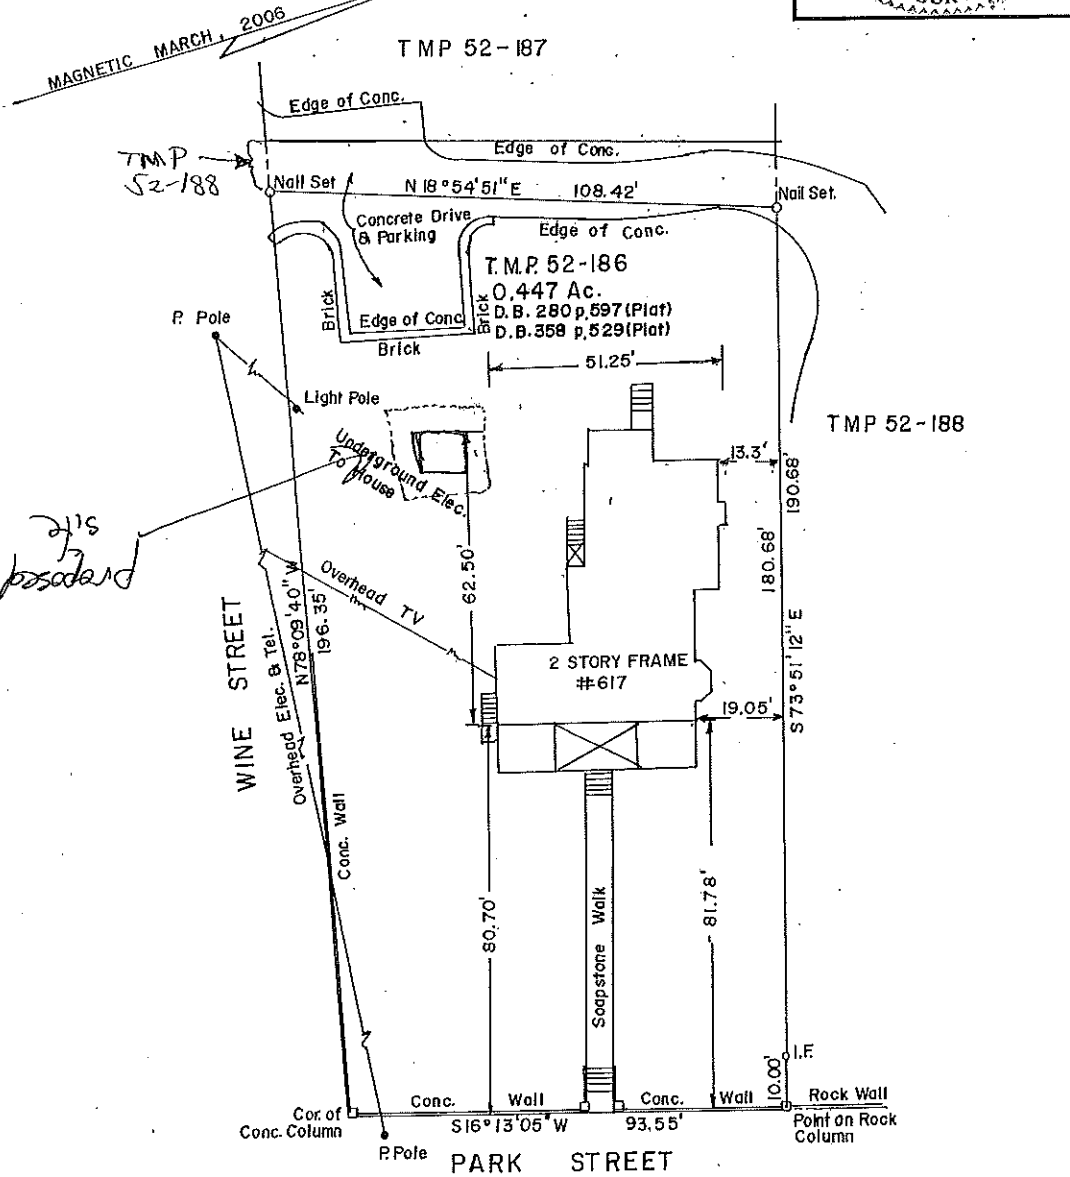 MAGNETIC MARCH, 2006
TMP 52-187
Edge of Conc.
Edge of Conc.
TMP
52-188
Nail Set
N 18°54'51" E 108.42'
Nail Set.
Concrete Drive
& Parking
Edge of Conc.
T.M.P. 52-186
0.447 Ac.
D.B. 280 p.597(Plat)
D.B. 358 p.529(Plat)
Brick
Edge of Conc.
Brick
Brick
P. Pole
51.25'
Light Pole
TMP 52-188
Underground Elec.
To House
13.3'
190.68'
proposed
site
62.50'
180.68'
Overhead TV
N78°09'40" W
196.35'
S 73°51'12" E
WINE STREET
Overhead Elec. & Tel.
2 STORY FRAME
#617
19.05'
Conc. Wall
80.70'
Soapstone Walk
81.78'
I.F.
10.00'
Conc. Wall
Conc. Wall
Rock Wall
Cor. of
Conc. Column
S16°13'05" W 93.55'
Point on Rock
Column
P. Pole
PARK STREET